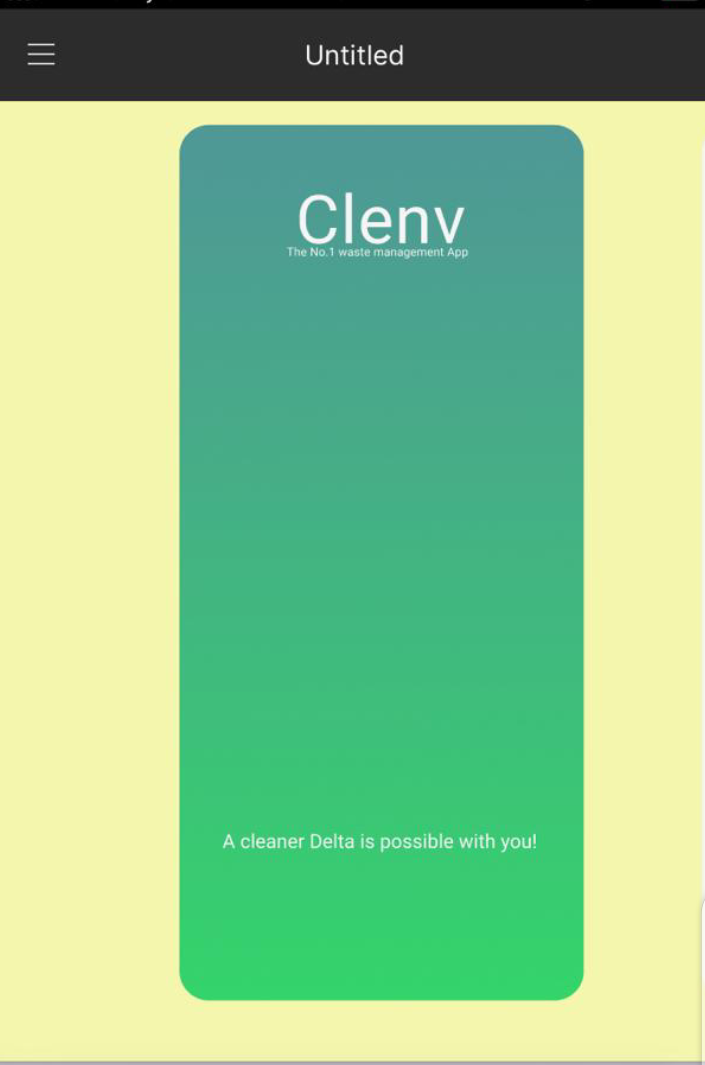 Untitled
Clenv
The No.1 waste management App
A cleaner Delta is possible with you!